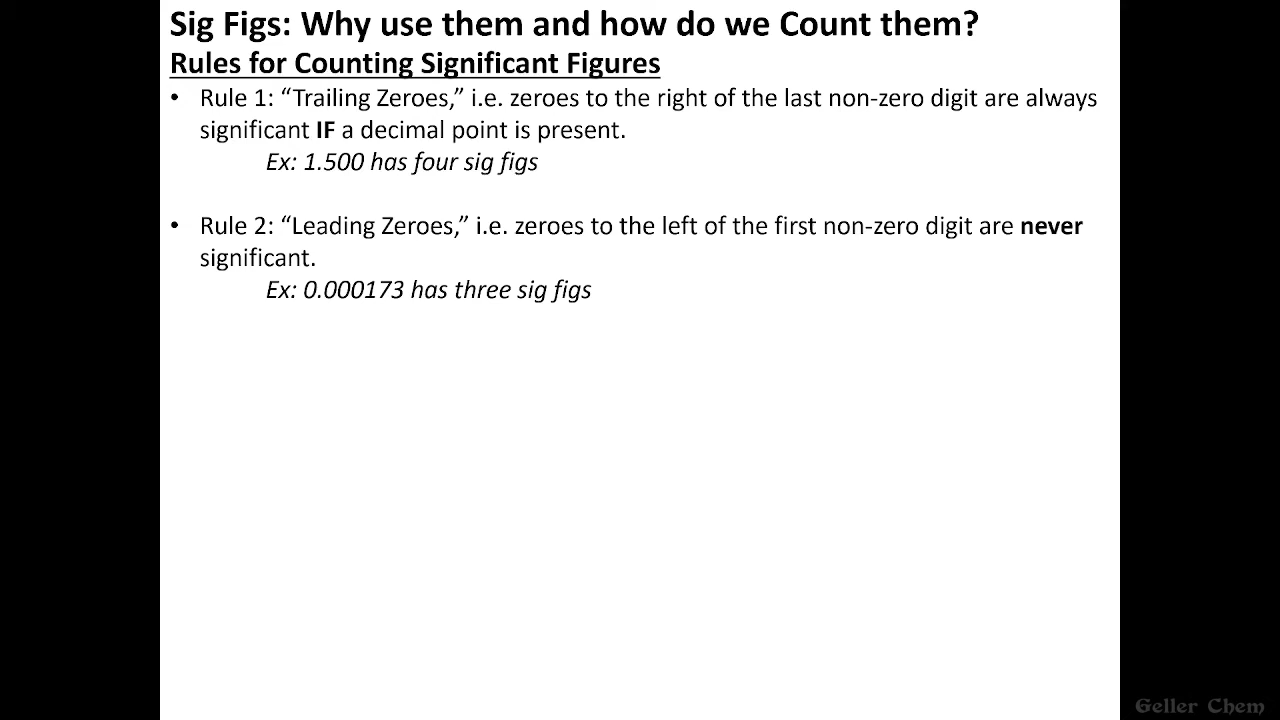 Sig Figs: Why use them and how do we Count them?
Rules for Counting Significant Figures
• Rule 1: “Trailing Zeroes,” i.e. zeroes to the right of the last non-zero digit are always
significant IF a decimal point is present.
Ex: 1.500 has four sig figs
• Rule 2: “Leading Zeroes,” i.e. zeroes to the left of the first non-zero digit are never
significant.
Ex: 0.000173 has three sig figs
Geller Chem